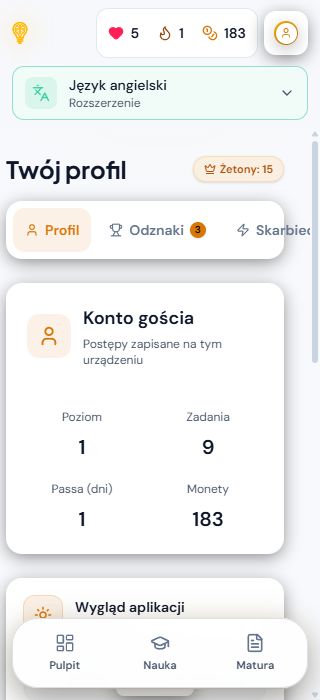 5 1 183
Język angielski
Rozszerzenie
Twój profil
Żetony: 15
Profil Odznaki 3 Skarbiec
Konto gościa
Postępy zapisane na tym
urządzeniu
Poziom Zadania
1 9
Passa (dni) Monety
1 183
Wygląd aplikacji
Pulpit Nauka Matura